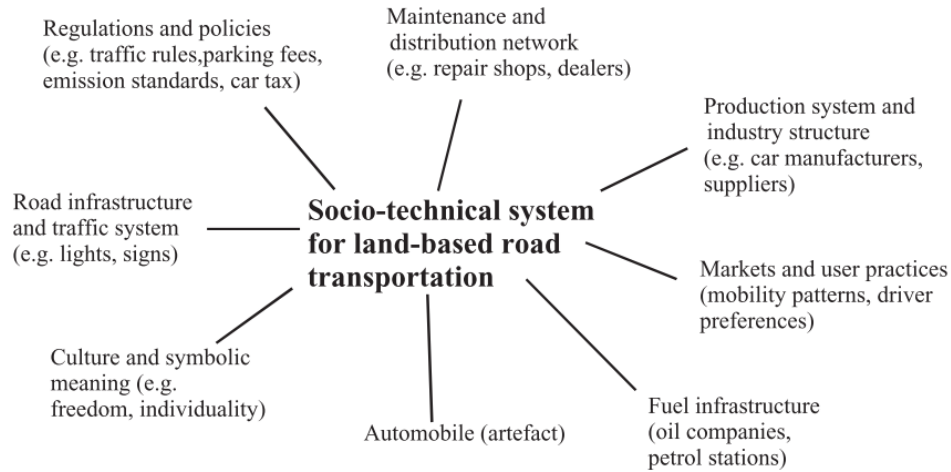 Regulations and policies
(e.g. traffic rules,parking fees,
emission standards, car tax)
Maintenance and
distribution network
(e.g. repair shops, dealers)
Production system and
industry structure
(e.g. car manufacturers,
suppliers)
Road infrastructure
and traffic system
(e.g. lights, signs)
Socio-technical system
for land-based road
transportation
Markets and user practices
(mobility patterns, driver
preferences)
Culture and symbolic
meaning (e.g.
freedom, individuality)
Automobile (artefact)
Fuel infrastructure
(oil companies,
petrol stations)